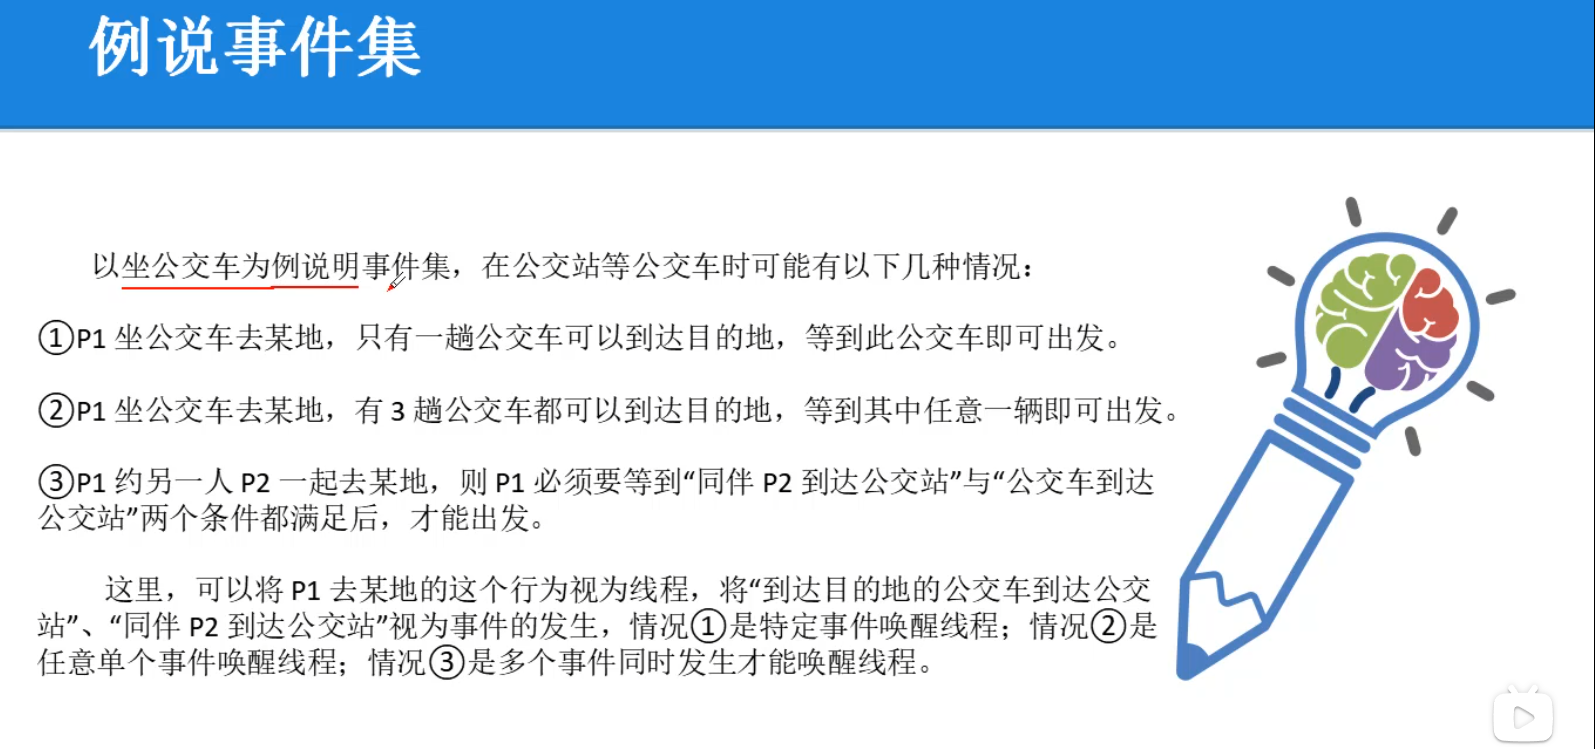 例说事件集
以坐公交车为例说明事件集，在公交站等公交车时可能有以下几种情况：
①P1 坐公交车去某地，只有一趟公交车可以到达目的地，等到此公交车即可出发。
②P1 坐公交车去某地，有 3 趟公交车都可以到达目的地，等到其中任意一辆即可出发。
③P1 约另一人 P2 一起去某地，则 P1 必须要等到“同伴 P2 到达公交站”与“公交车到达
公交站”两个条件都满足后，才能出发。
这里，可以将 P1 去某地的这个行为视为线程，将“到达目的地的公交车到达公交
站”、“同伴 P2 到达公交站”视为事件的发生，情况①是特定事件唤醒线程；情况②是
任意单个事件唤醒线程；情况③是多个事件同时发生才能唤醒线程。